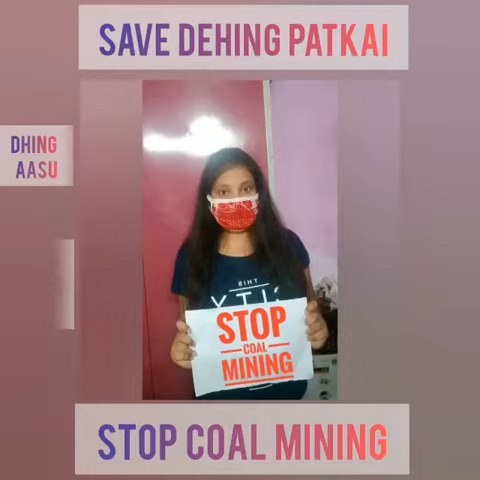 SAVE DEHING PATKAI
DHING
AASU
STOP
COAL
MINING
STOP COAL MINING